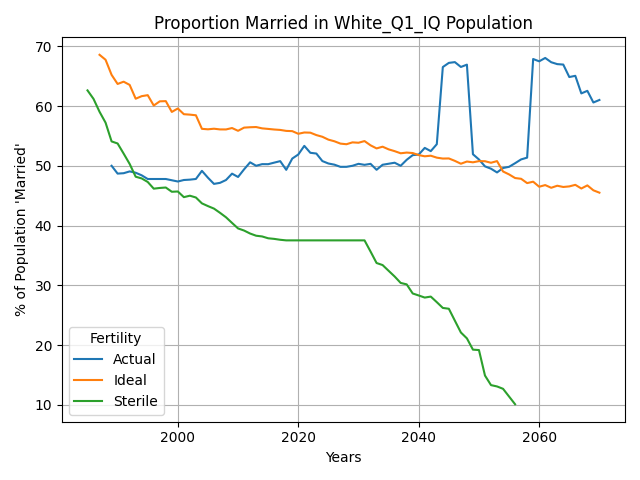 Proportion Married in White_Q1_IQ Population
% of Population 'Married'
70
60
50
40
30
20
10
Fertility
Actual
Ideal
Sterile
2000
2020
2040
2060
Years